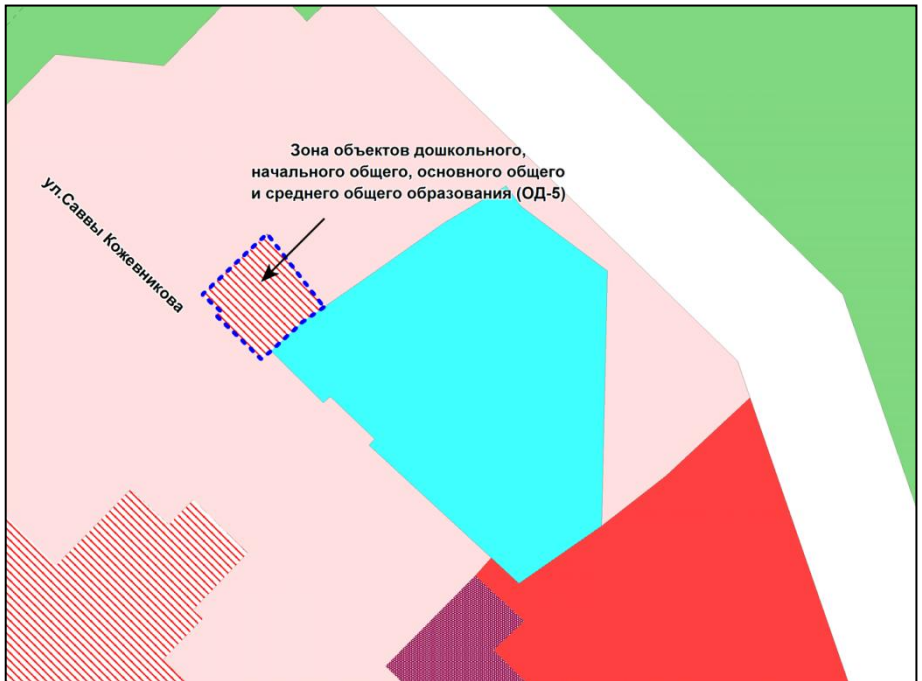 Зона объектов дошкольного,
начального общего, основного общего
и среднего общего образования (ОД-5)
ул.Саввы Кожевникова